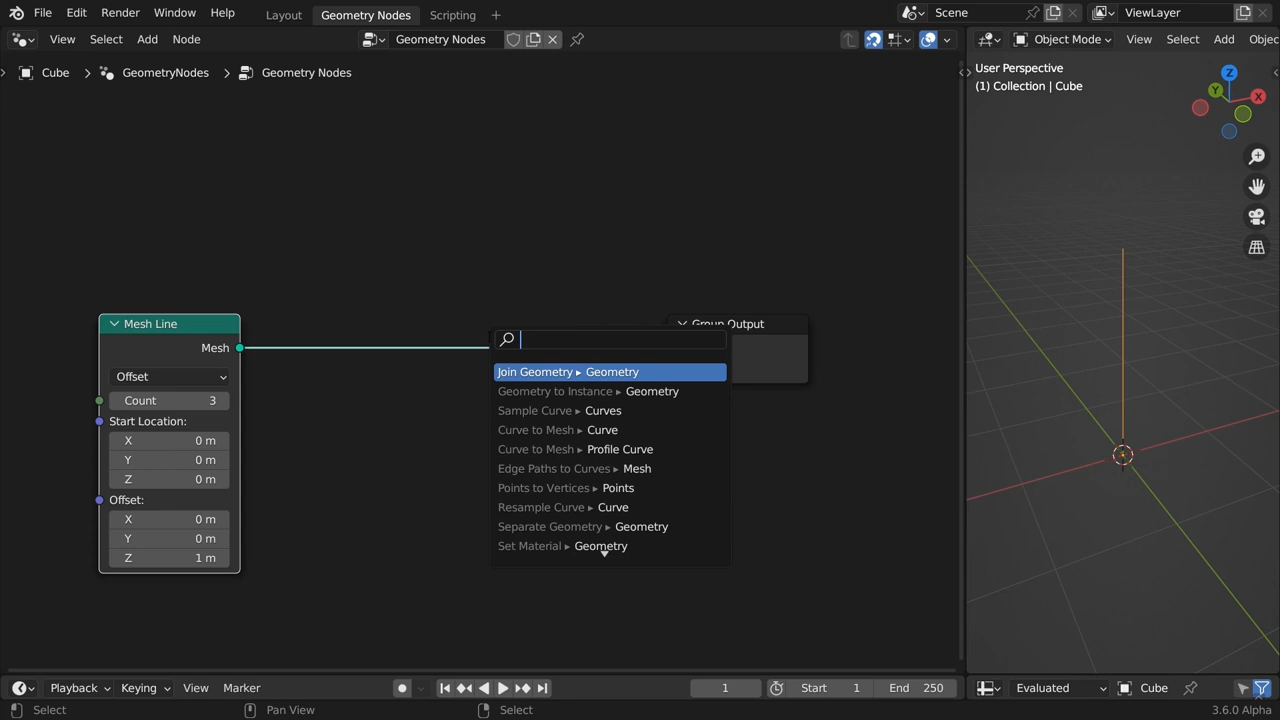 File Edit Render Window Help Layout Geometry Nodes Scripting + Scene ViewLayer
View Select Add Node Geometry Nodes Object Mode View Select Add Objec
Cube > GeometryNodes > Geometry Nodes
User Perspective
(1) Collection | Cube
Z
Y
X
Mesh Line
Mesh
Offset
Count 3
Start Location:
X 0 m
Y 0 m
Z 0 m
Offset:
X 0 m
Y 0 m
Z 1 m
Group Output
Join Geometry ▸ Geometry
Geometry to Instance ▸ Geometry
Sample Curve ▸ Curves
Curve to Mesh ▸ Curve
Curve to Mesh ▸ Profile Curve
Edge Paths to Curves ▸ Mesh
Points to Vertices ▸ Points
Resample Curve ▸ Curve
Separate Geometry ▸ Geometry
Set Material ▸ Geometry
Playback Keying View Marker 1 Start 1 End 250 Evaluated Cube
Select Pan View Select 3.6.0 Alpha